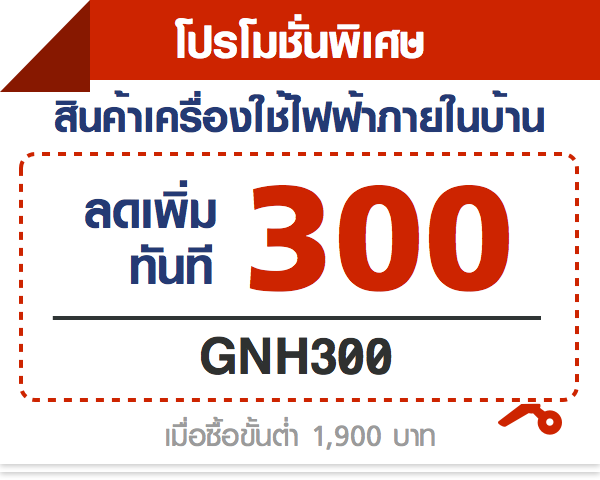 โปรโมชั่นพิเศษ
สินค้าเครื่องใช้ไฟฟ้าภายในบ้าน
ลดเพิ่ม
ทันที
300
GNH300
เมื่อซื้อขั้นต่ำ 1,900 บาท